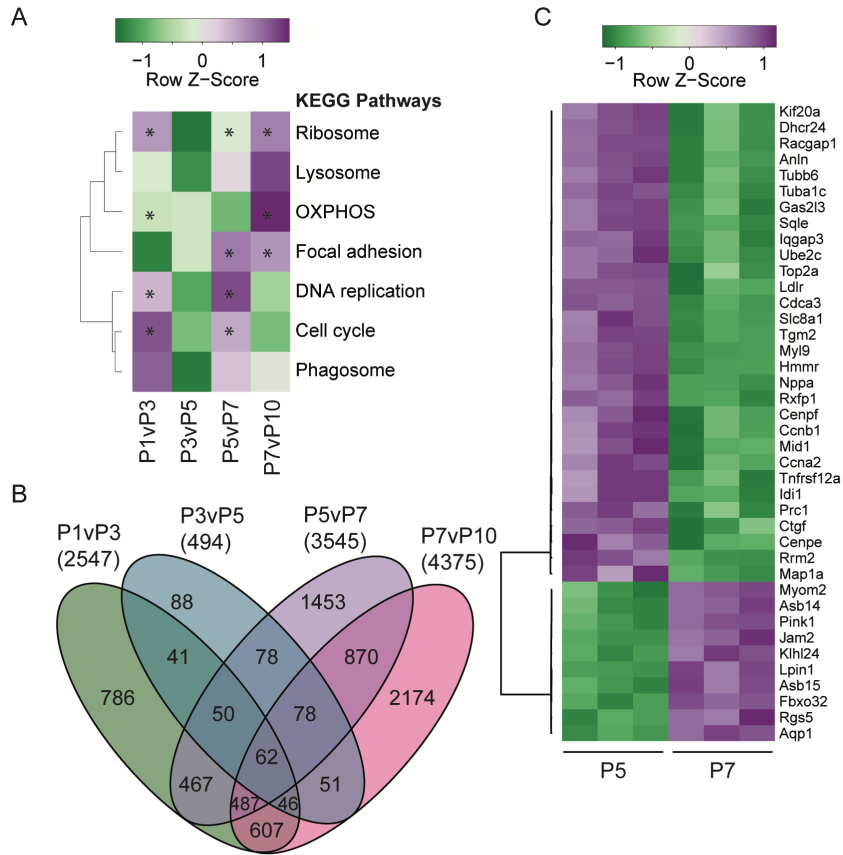 A
−1 0 1
Row Z-Score
KEGG Pathways
* * * Ribosome
Lysosome
* * OXPHOS
* * Focal adhesion
* * DNA replication
* * Cell cycle
Phagosome
P1vP3
P3vP5
P5vP7
P7vP10
B
P1vP3
(2547)
P3vP5
(494)
P5vP7
(3545)
P7vP10
(4375)
88
1453
41
78
870
786
50
78
2174
62
467
487
46
51
607
C
−1 0 1
Row Z-Score
Kif20a
Dhcr24
Racgap1
Anln
Tubb6
Tuba1c
Gas2l3
Sqle
Iqgap3
Ube2c
Top2a
Ldlr
Cdca3
Slc8a1
Tgm2
Myl9
Hmmr
Nppa
Rxfp1
Cenpf
Ccnb1
Mid1
Ccna2
Tnfrsf12a
Idi1
Prc1
Ctgf
Cenpe
Rrm2
Map1a
Myom2
Asb14
Pink1
Jam2
Klhl24
Lpin1
Asb15
Fbxo32
Rgs5
Aqp1
P5 P7